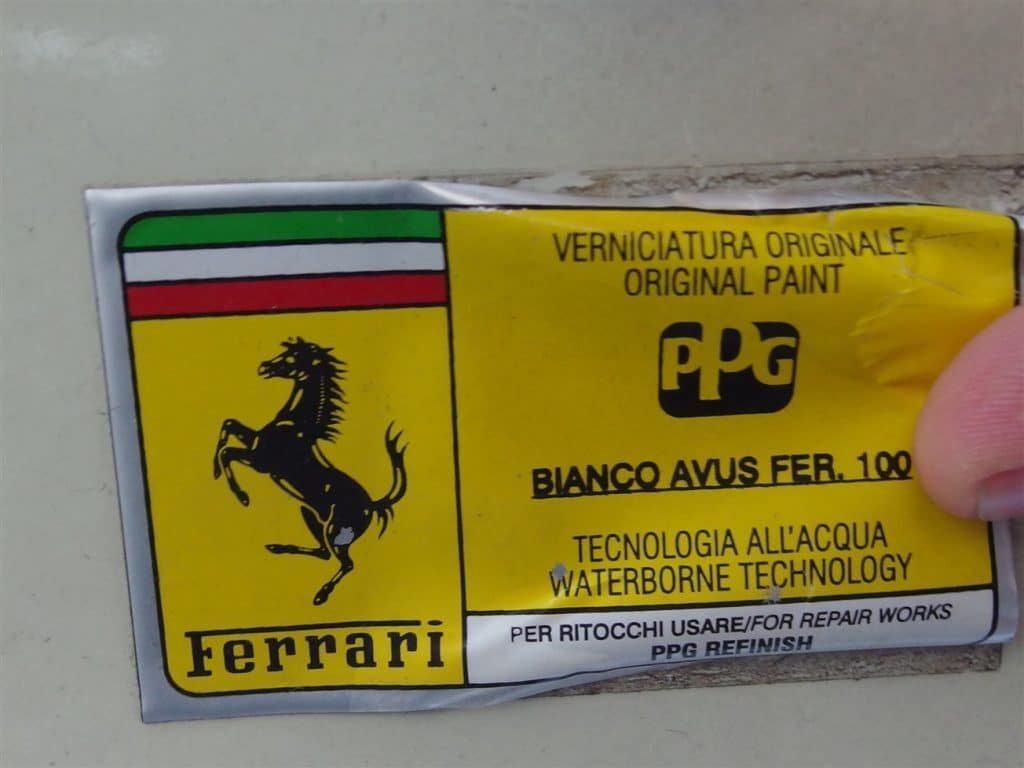 VERNICIATURA ORIGINALE
ORIGINAL PAINT
PPG
BIANCO AVUS FER. 100
TECNOLOGIA ALL'ACQUA
WATERBORNE TECHNOLOGY
PER RITOCCHI USARE/FOR REPAIR WORKS
PPG REFINISH
Ferrari